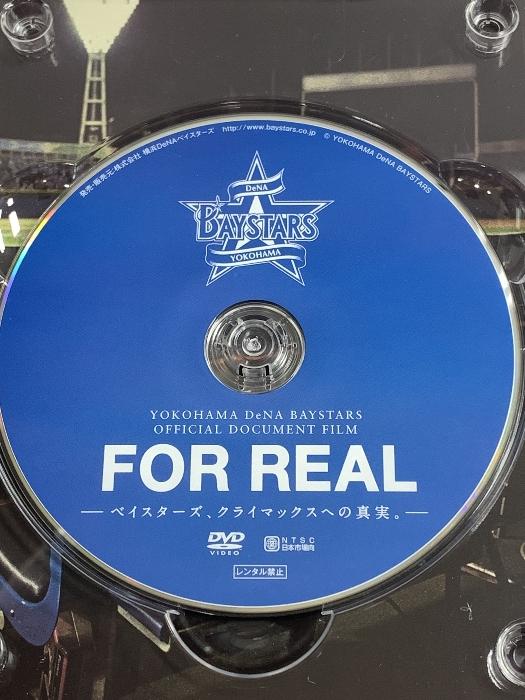 発売・販売元:株式会社 横浜DeNAベイスターズ http://www.baystars.co.jp © YOKOHAMA DeNA BAYSTARS
DeNA
BAYSTARS
YOKOHAMA
YOKOHAMA DeNA BAYSTARS
OFFICIAL DOCUMENT FILM
FOR REAL
ベイスターズ、クライマックスへの真実。
DVD NTSC
VIDEO 日本市場向
レンタル禁止